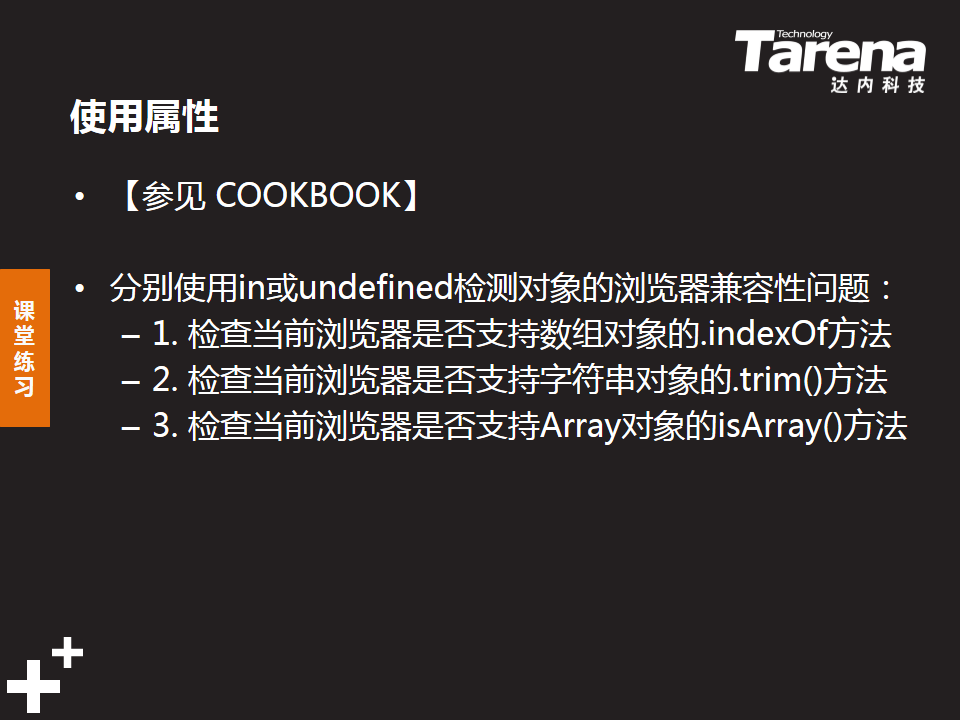 Technology
Tarena
达内科技
使用属性
• 【参见 COOKBOOK】
• 分别使用in或undefined检测对象的浏览器兼容性问题：
– 1. 检查当前浏览器是否支持数组对象的.indexOf方法
– 2. 检查当前浏览器是否支持字符串对象的.trim()方法
– 3. 检查当前浏览器是否支持Array对象的isArray()方法
课堂练习